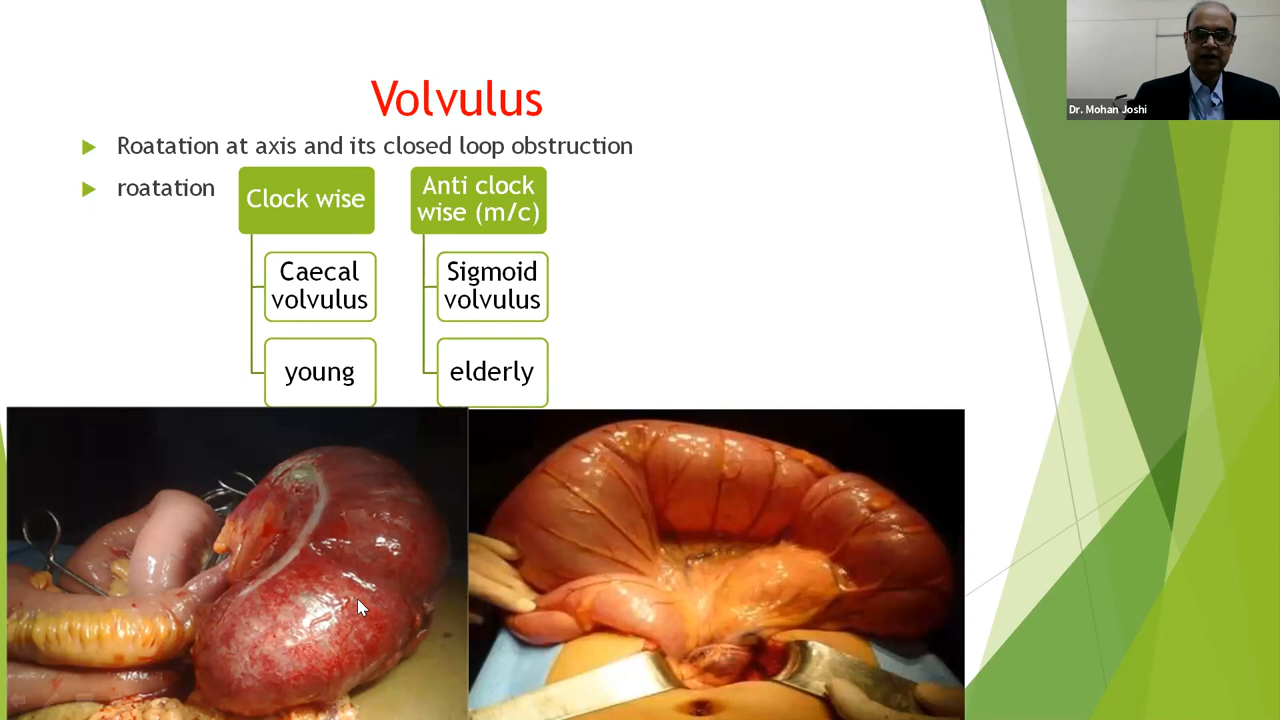 Volvulus
Roatation at axis and its closed loop obstruction
roatation
Clock wise
Caecal
volvulus
young
Anti clock
wise (m/c)
Sigmoid
volvulus
elderly
Dr. Mohan Joshi